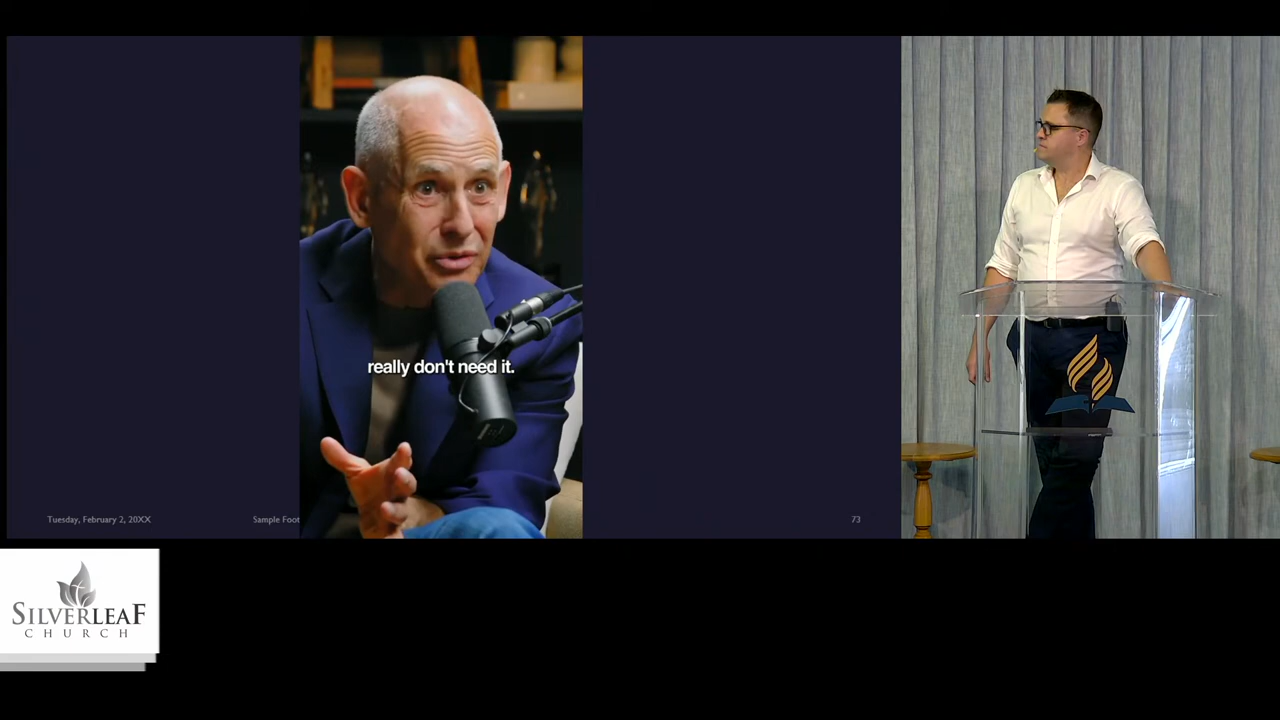 really don't need it.
Tuesday, February 2, 20XX
Sample Foot
73
SILVERLEAF
CHURCH